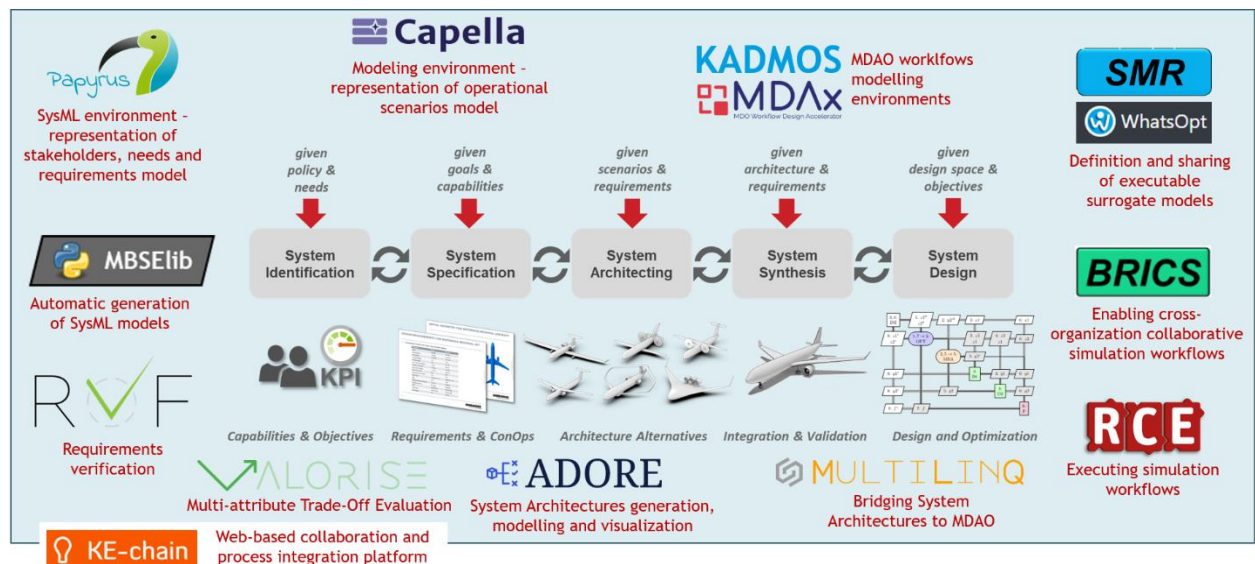 Papyrus
SysML environment -
representation of
stakeholders, needs and
requirements model
Capella
Modeling environment -
representation of operational
scenarios model
KADMOS
MDAx
MDO Workflow Design Accelerator
MDAO worklfows
modelling
environments
SMR
WhatsOpt
Definition and sharing
of executable
surrogate models
given
policy &
needs
given
goals &
capabilities
given
scenarios &
requirements
given
architecture &
requirements
given
design space &
objectives
System
Identification
System
Specification
System
Architecting
System
Synthesis
System
Design
MBSElib
Automatic generation
of SysML models
BRICS
Enabling cross-
organization collaborative
simulation workflows
KPI
RVF
Requirements
verification
Capabilities & Objectives
Requirements & ConOps
Architecture Alternatives
Integration & Validation
Design and Optimization
RCE
Executing simulation
workflows
VALORISE
Multi-attribute Trade-Off Evaluation
ADORE
System Architectures generation,
modelling and visualization
MULTILINQ
Bridging System
Architectures to MDAO
KE-chain
Web-based collaboration and
process integration platform